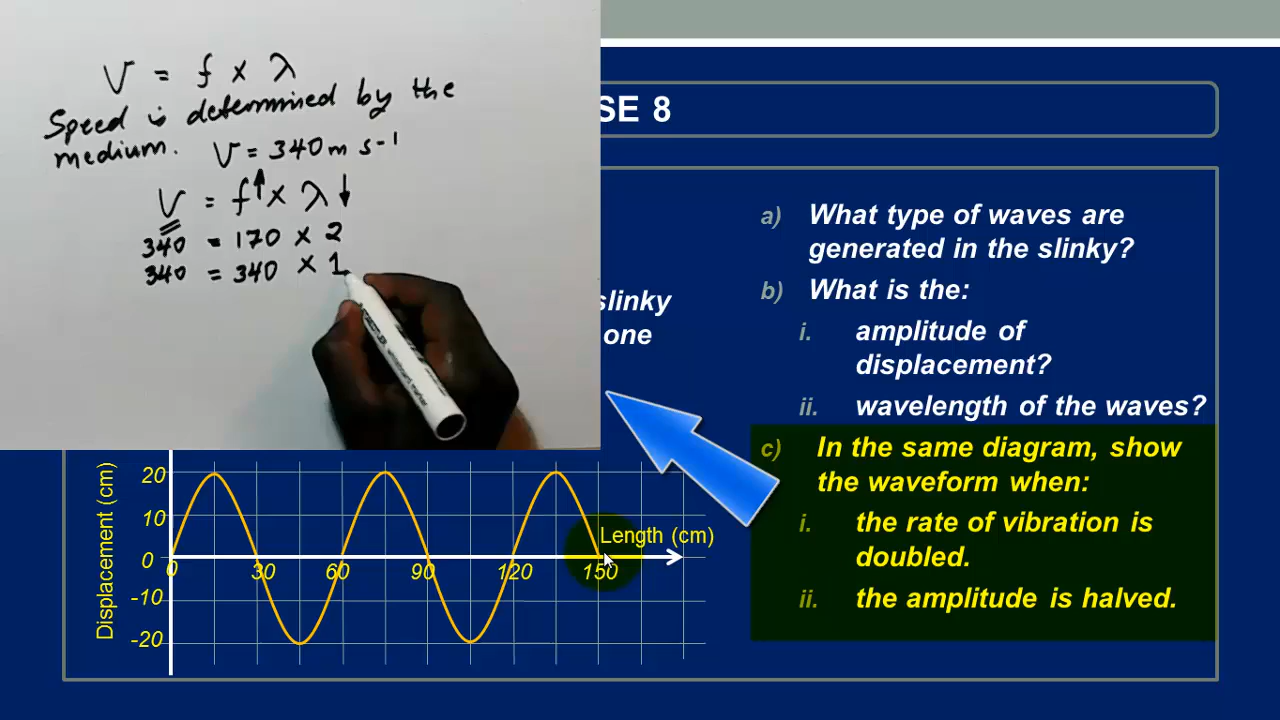 V = f × λ
Speed is determined by the
medium. V = 340 m s-1
V = f↑ × λ↓
340 = 170 × 2
340 = 340 × 1
SE 8
slinky
one
a) What type of waves are
generated in the slinky?
b) What is the:
i. amplitude of
displacement?
ii. wavelength of the waves?
c) In the same diagram, show
the waveform when:
i. the rate of vibration is
doubled.
ii. the amplitude is halved.
Displacement (cm)
20
10
0
-10
-20
Length (cm)
0 30 60 90 120 150